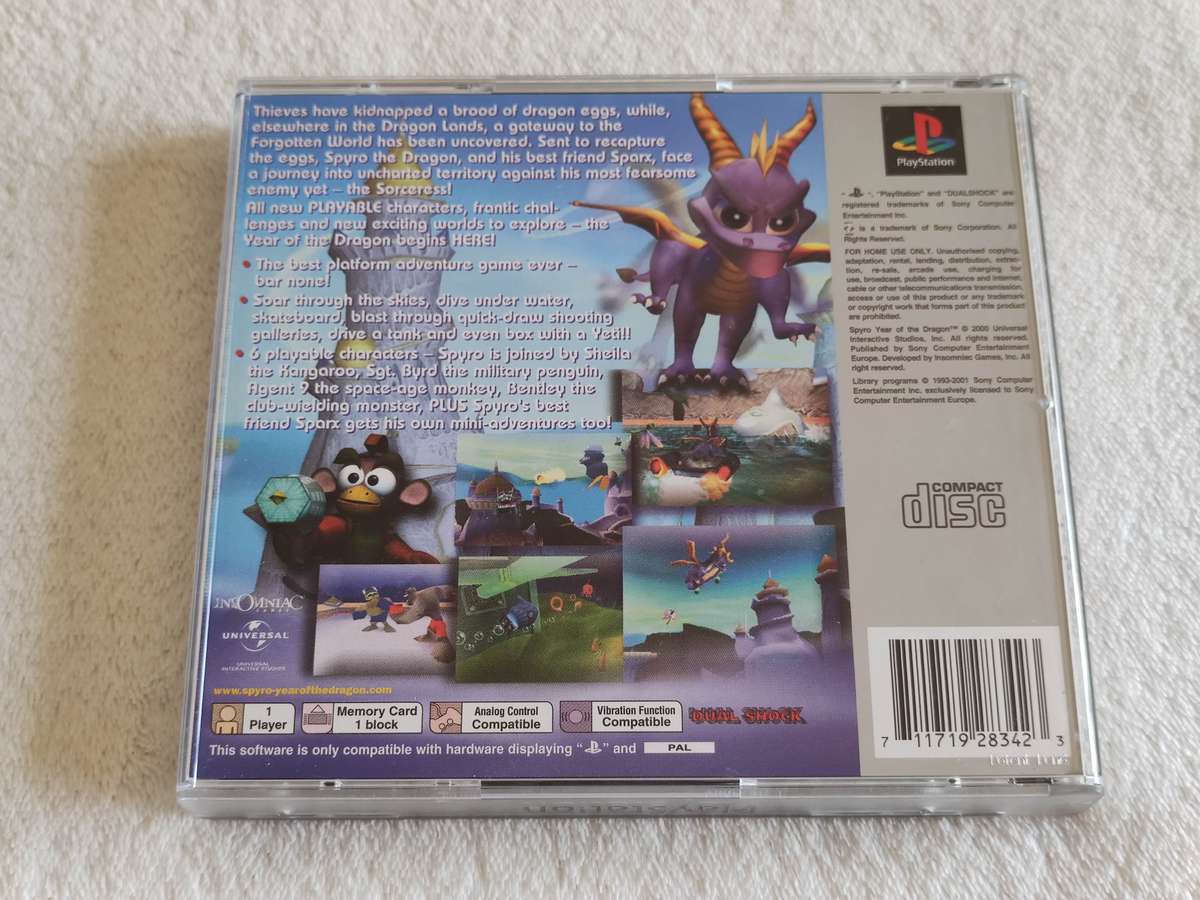 Thieves have kidnapped a brood of dragon eggs, while,
elsewhere in the Dragon Lands, a gateway to the
Forgotten World has been uncovered. Sent to recapture
the eggs, Spyro the Dragon, and his best friend Sparx, face
a journey into uncharted territory against his most fearsome
enemy yet – the Sorceress!
All new PLAYABLE characters, frantic chal-
lenges and new exciting worlds to explore – the
Year of the Dragon begins HERE!
• The best platform adventure game ever –
bar none!
• Soar through the skies, dive under water,
skateboard, blast through quick-draw shooting
galleries, drive a tank and even box with a Yeti!!
• 6 playable characters – Spyro is joined by Sheila
the Kangaroo, Sgt. Byrd the military penguin,
Agent 9 the space-age monkey, Bentley the
club-wielding monster, PLUS Spyro's best
friend Sparx gets his own mini-adventures too!
INSOMNIAC
GAMES
UNIVERSAL
UNIVERSAL
INTERACTIVE STUDIOS
www.spyro-yearofthedragon.com
1
Player
Memory Card
1 block
Analog Control
Compatible
Vibration Function
Compatible
DUAL SHOCK
This software is only compatible with hardware displaying " " and PAL
PlayStation
" ", "PlayStation" and "DUALSHOCK" are
registered trademarks of Sony Computer
Entertainment Inc.
" " is a trademark of Sony Corporation. All
Rights Reserved.
FOR HOME USE ONLY. Unauthorised copying,
adaptation, rental, lending, distribution, extrac-
tion, re-sale, arcade use, charging for
use, broadcast, public performance and internet,
cable or other telecommunications transmission,
access or use of this product or any trademark
or copyright work that forms part of this product
are prohibited.
Spyro Year of the Dragon™ © 2000 Universal
Interactive Studios, Inc. All rights reserved.
Published by Sony Computer Entertainment
Europe. Developed by Insomniac Games, Inc. All
right reserved.
Library programs © 1993-2001 Sony Computer
Entertainment Inc. exclusively licensed to Sony
Computer Entertainment Europe.
COMPACT
disc
7 11719 28342 3
PlayStation